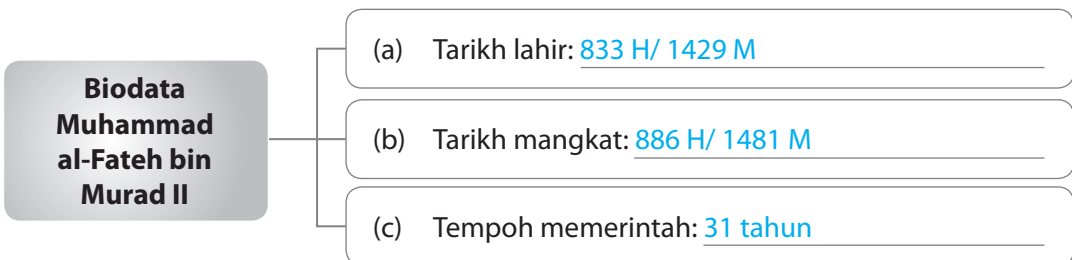 Biodata
Muhammad
al-Fateh bin
Murad II
(a) Tarikh lahir: 833 H/ 1429 M
(b) Tarikh mangkat: 886 H/ 1481 M
(c) Tempoh memerintah: 31 tahun